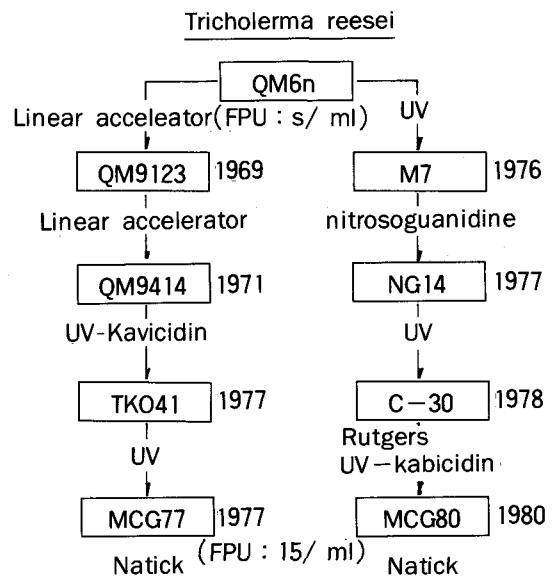 Tricholerma reesei
QM6n
Linear acceleator(FPU : s/ ml)
UV
QM9123 1969
M7 1976
Linear accelerator
nitrosoguanidine
QM9414 1971
NG14 1977
UV-Kavicidin
UV
TKO41 1977
C-30 1978
UV
Rutgers
UV-kabicidin
MCG77 1977
MCG80 1980
Natick
(FPU : 15/ ml)
Natick